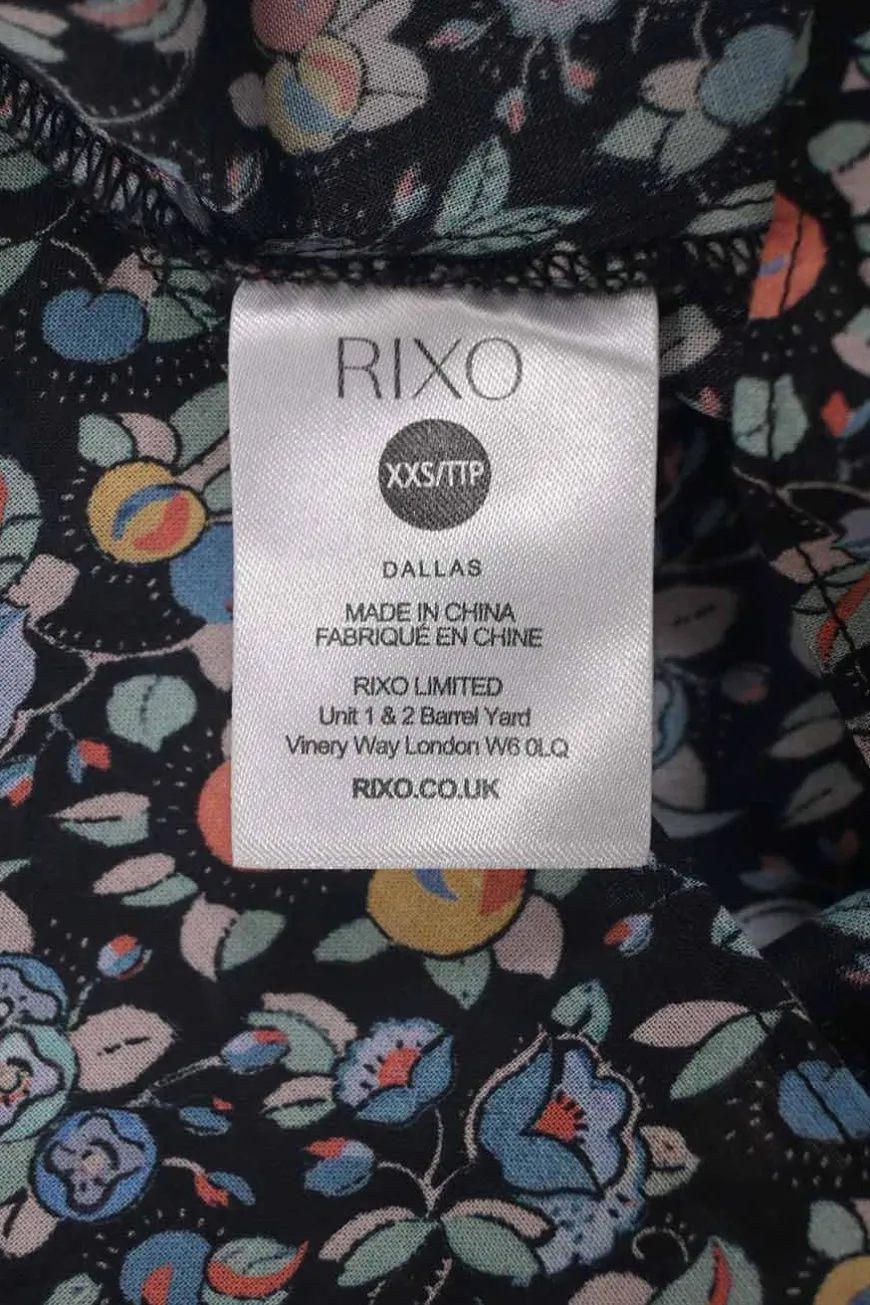 RIXO
XXS/TTP
DALLAS
MADE IN CHINA
FABRIQUÉ EN CHINE
RIXO LIMITED
Unit 1 & 2 Barrel Yard
Vinery Way London W6 0LQ
RIXO.CO.UK